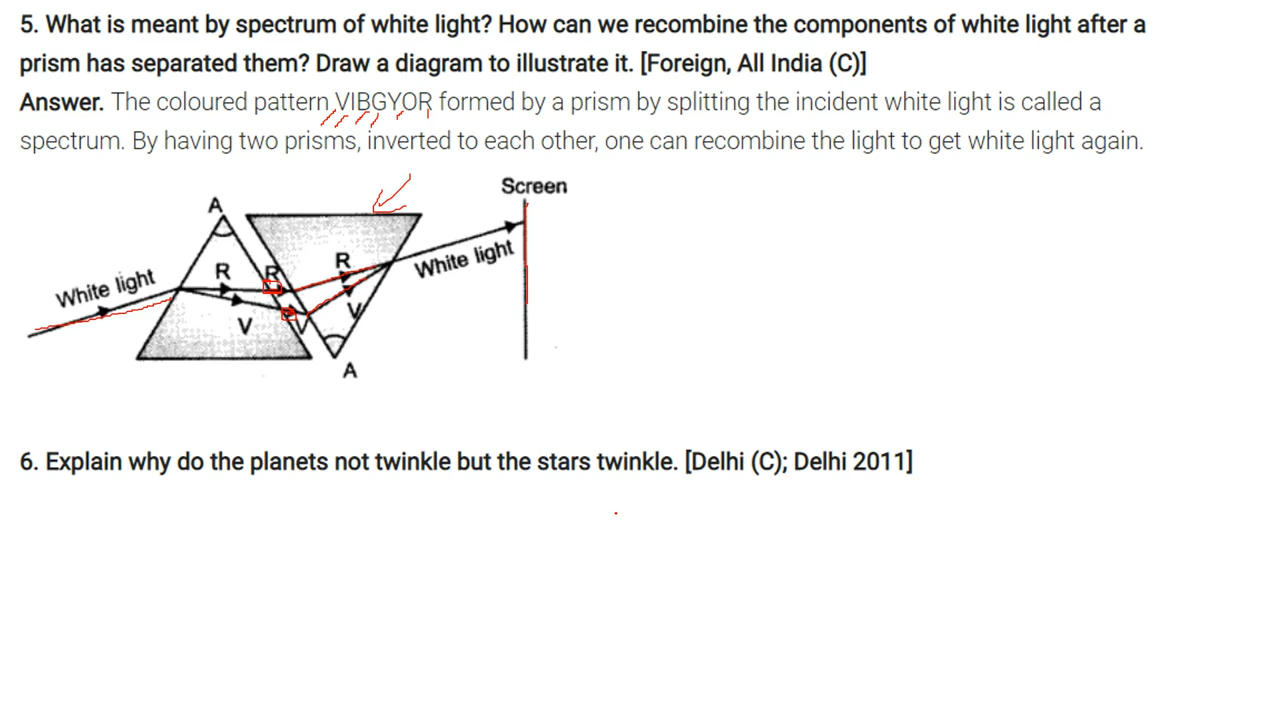 5. What is meant by spectrum of white light? How can we recombine the components of white light after a
prism has separated them? Draw a diagram to illustrate it. [Foreign, All India (C)]
Answer. The coloured pattern VIBGYOR formed by a prism by splitting the incident white light is called a
spectrum. By having two prisms, inverted to each other, one can recombine the light to get white light again.
Screen
A
White light
R
R
R
White light
V
V
V
A
6. Explain why do the planets not twinkle but the stars twinkle. [Delhi (C); Delhi 2011]